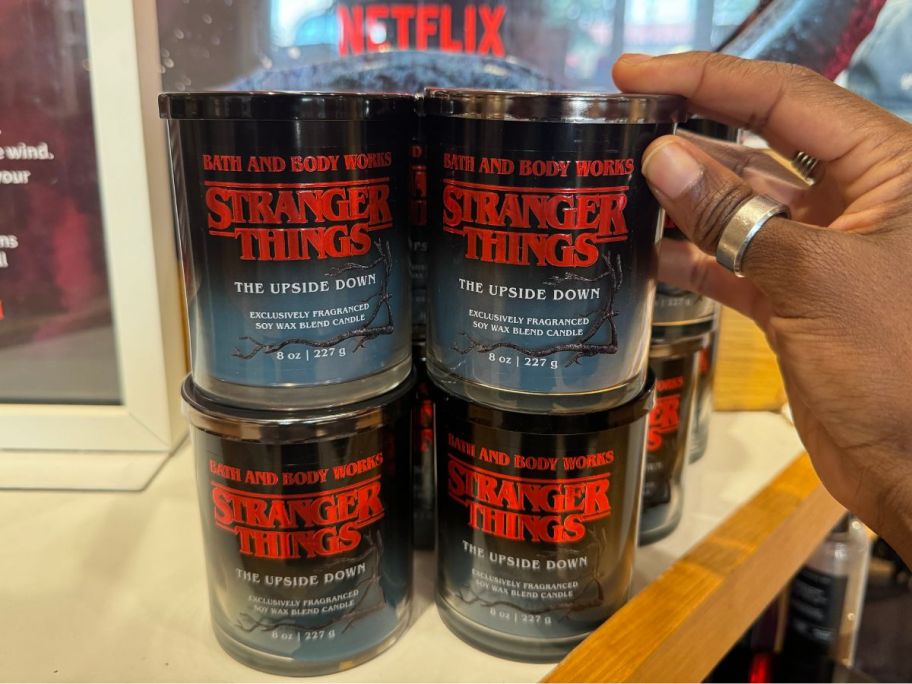 NETFLIX
wind.
BATH AND BODY WORKS
STRANGER
THINGS
THE UPSIDE DOWN
EXCLUSIVELY FRAGRANCED
SOY WAX BLEND CANDLE
8 oz | 227 g
BATH AND BODY WORKS
STRANGER
THINGS
THE UPSIDE DOWN
EXCLUSIVELY FRAGRANCED
SOY WAX BLEND CANDLE
8 oz | 227 g
BATH AND BODY WORKS
STRANGER
THINGS
THE UPSIDE DOWN
EXCLUSIVELY FRAGRANCED
SOY WAX BLEND CANDLE
8 oz | 227 g
BATH AND BODY WORKS
STRANGER
THINGS
THE UPSIDE DOWN
EXCLUSIVELY FRAGRANCED
SOY WAX BLEND CANDLE
8 oz | 227 g